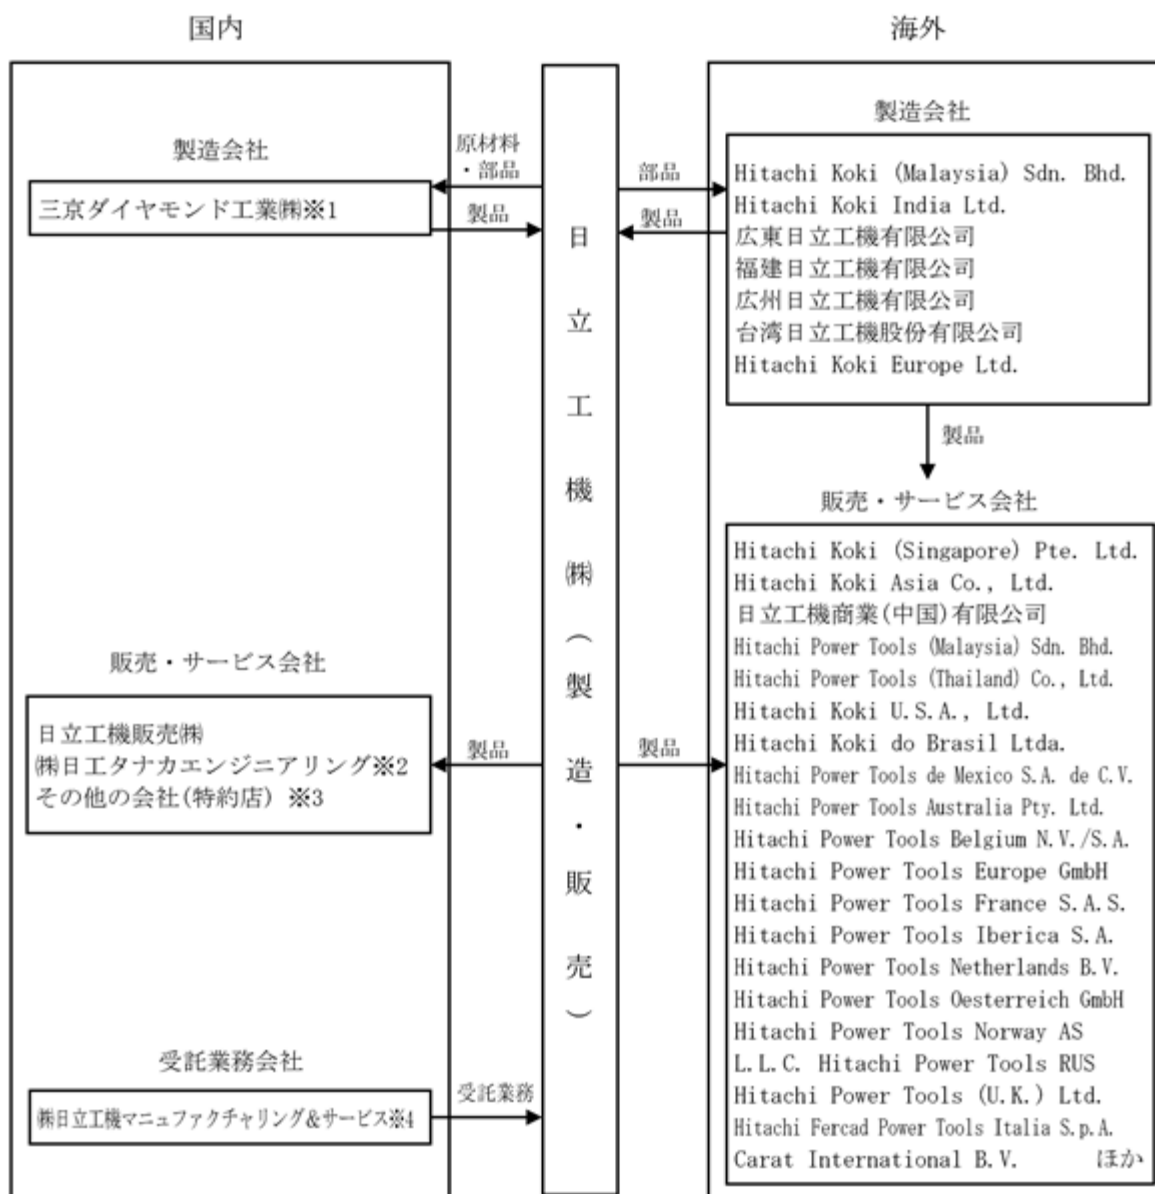 国内
海外
製造会社
三京ダイヤモンド工業㈱※1
原材料
・部品
製品
部品
製品
製造会社
Hitachi Koki (Malaysia) Sdn. Bhd.
Hitachi Koki India Ltd.
広東日立工機有限公司
福建日立工機有限公司
広州日立工機有限公司
台湾日立工機股份有限公司
Hitachi Koki Europe Ltd.
製品
日立工機㈱(製造・販売)
販売・サービス会社
日立工機販売㈱
㈱日工タナカエンジニアリング※2
その他の会社(特約店) ※3
製品
製品
販売・サービス会社
Hitachi Koki (Singapore) Pte. Ltd.
Hitachi Koki Asia Co., Ltd.
日立工機商業(中国)有限公司
Hitachi Power Tools (Malaysia) Sdn. Bhd.
Hitachi Power Tools (Thailand) Co., Ltd.
Hitachi Koki U.S.A., Ltd.
Hitachi Koki do Brasil Ltda.
Hitachi Power Tools de Mexico S.A. de C.V.
Hitachi Power Tools Australia Pty. Ltd.
Hitachi Power Tools Belgium N.V./S.A.
Hitachi Power Tools Europe GmbH
Hitachi Power Tools France S.A.S.
Hitachi Power Tools Iberica S.A.
Hitachi Power Tools Netherlands B.V.
Hitachi Power Tools Oesterreich GmbH
Hitachi Power Tools Norway AS
L.L.C. Hitachi Power Tools RUS
Hitachi Power Tools (U.K.) Ltd.
Hitachi Fercad Power Tools Italia S.p.A.
Carat International B.V. ほか
受託業務会社
㈱日立工機マニュファクチャリング&サービス※4
受託業務